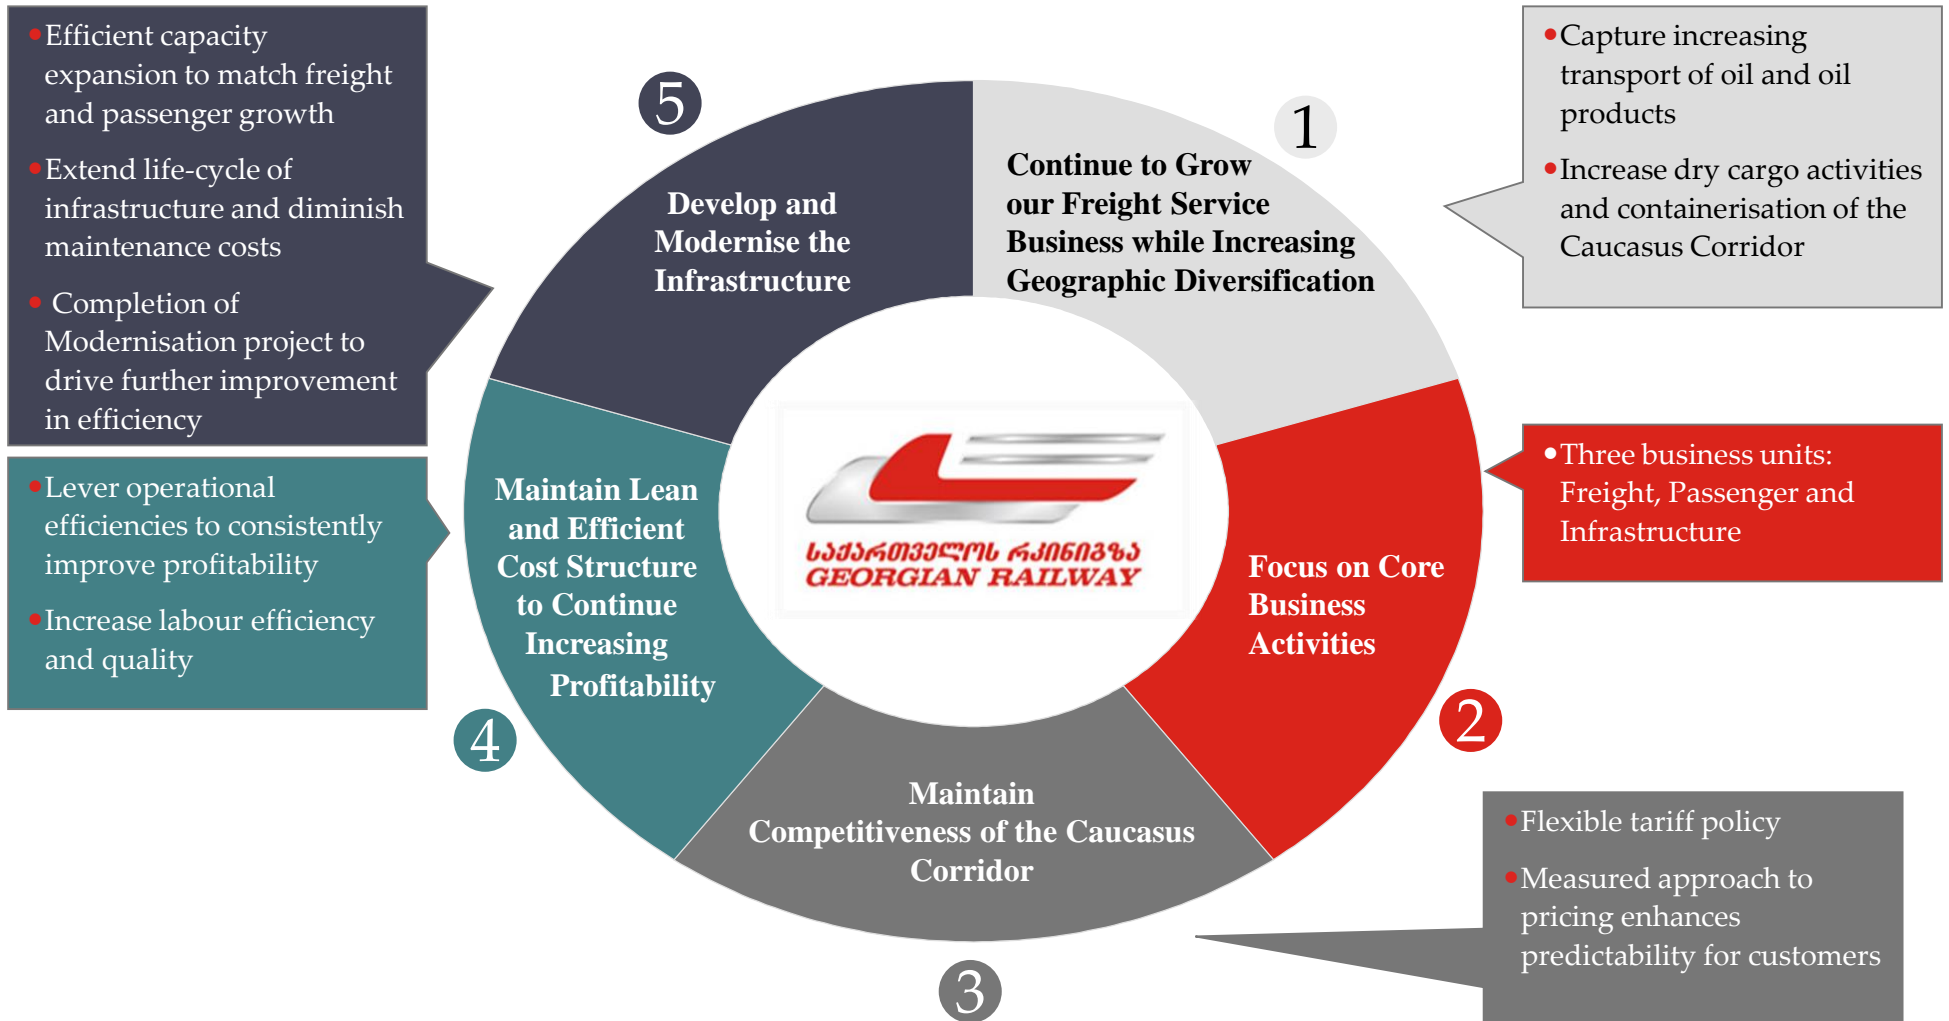 •Efficient capacity
expansion to match freight
and passenger growth
•Extend life-cycle of
infrastructure and diminish
maintenance costs
• Completion of
Modernisation project to
drive further improvement
in efficiency
•Lever operational
efficiencies to consistently
improve profitability
•Increase labour efficiency
and quality
5
Develop and
Modernise the
Infrastructure
1
Continue to Grow
our Freight Service
Business while Increasing
Geographic Diversification
•Capture increasing
transport of oil and oil
products
•Increase dry cargo activities
and containerisation of the
Caucasus Corridor
საქართველოს რკინიგზა
GEORGIAN RAILWAY
Maintain Lean
and Efficient
Cost Structure
to Continue
Increasing
Profitability
4
Focus on Core
Business
Activities
2
•Three business units:
Freight, Passenger and
Infrastructure
Maintain
Competitiveness of the Caucasus
Corridor
3
•Flexible tariff policy
•Measured approach to
pricing enhances
predictability for customers